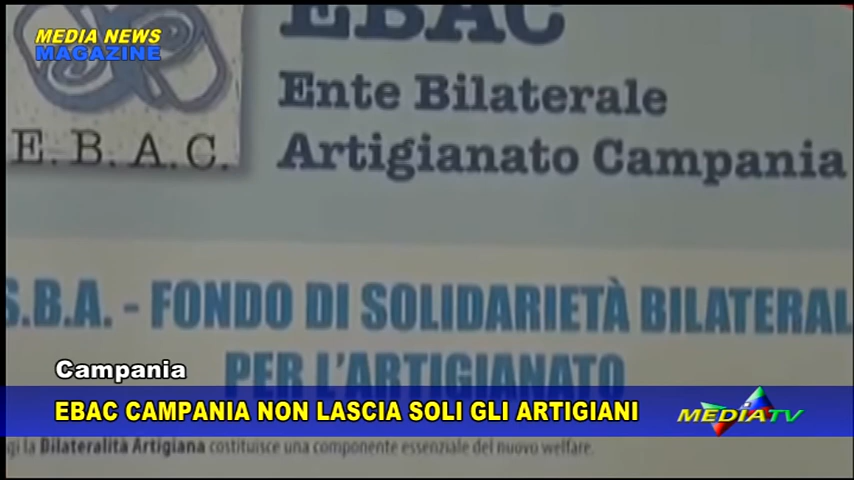 MEDIA NEWS
MAGAZINE
EBAC
Ente Bilaterale
Artigianato Campania
E.B.A.C.
S.B.A. - FONDO DI SOLIDARIETÀ BILATERAL
PER L'ARTIGIANATO
Campania
EBAC CAMPANIA NON LASCIA SOLI GLI ARTIGIANI
MEDIATV
gi la Bilateralità Artigiana costituisce una componente essenziale del nuovo welfare.